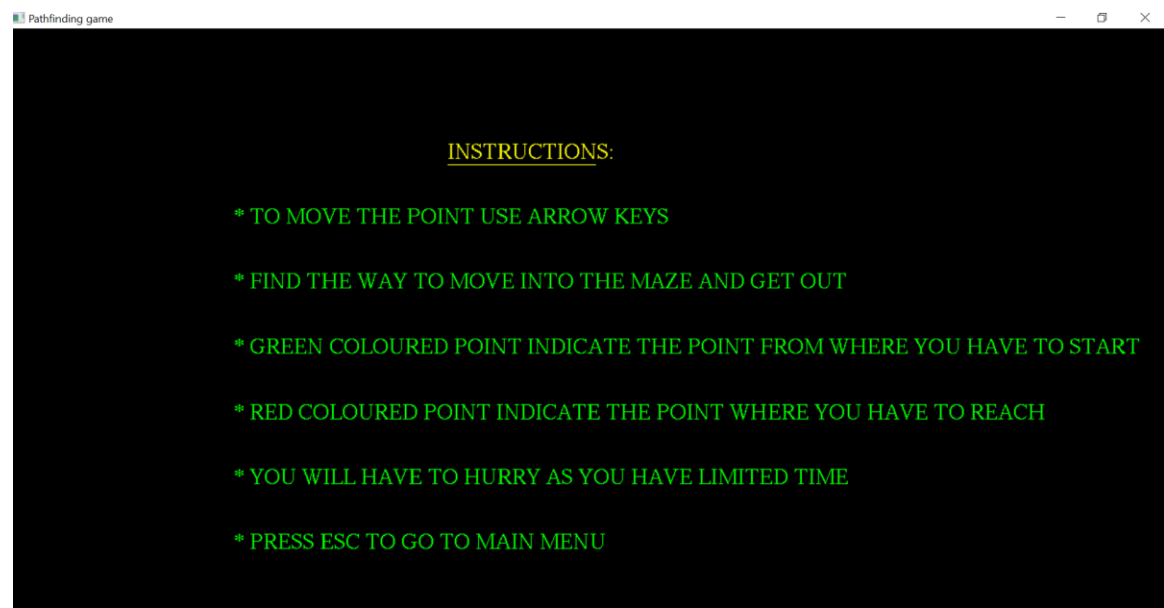 Pathfinding game
INSTRUCTIONS:
* TO MOVE THE POINT USE ARROW KEYS
* FIND THE WAY TO MOVE INTO THE MAZE AND GET OUT
* GREEN COLOURED POINT INDICATE THE POINT FROM WHERE YOU HAVE TO START
* RED COLOURED POINT INDICATE THE POINT WHERE YOU HAVE TO REACH
* YOU WILL HAVE TO HURRY AS YOU HAVE LIMITED TIME
* PRESS ESC TO GO TO MAIN MENU